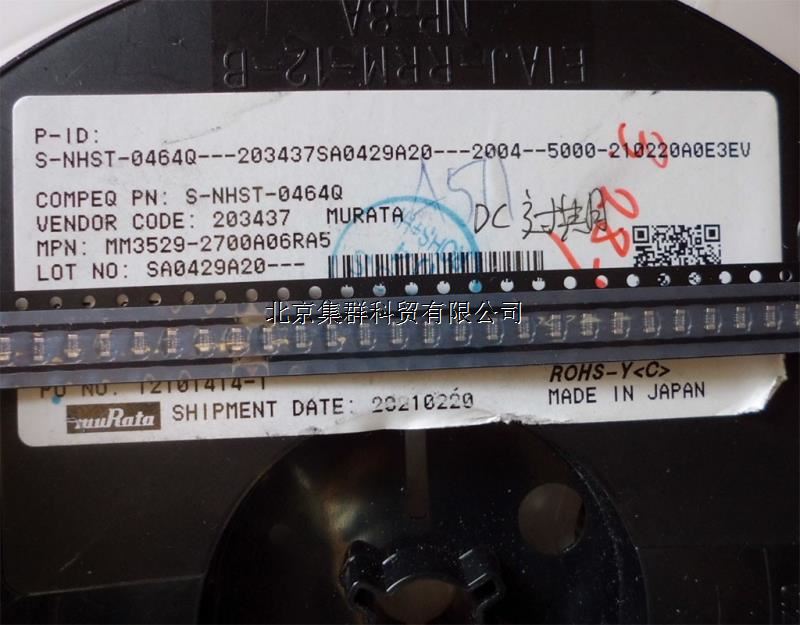 NP-8A
EIAJ-RRM-12-B
P-ID:
S-NHST-0464Q---203437SA0429A20---2004--5000-210220A0E3EV
COMPEQ PN: S-NHST-0464Q
VENDOR CODE: 203437 MURATA
MPN: MM3529-2700A06RA5
LOT NO: SA0429A20---
北京集群科贸有限公司
PO NO: 12101414-1
ROHS-Y<C>
muRata SHIPMENT DATE: 20210220
MADE IN JAPAN